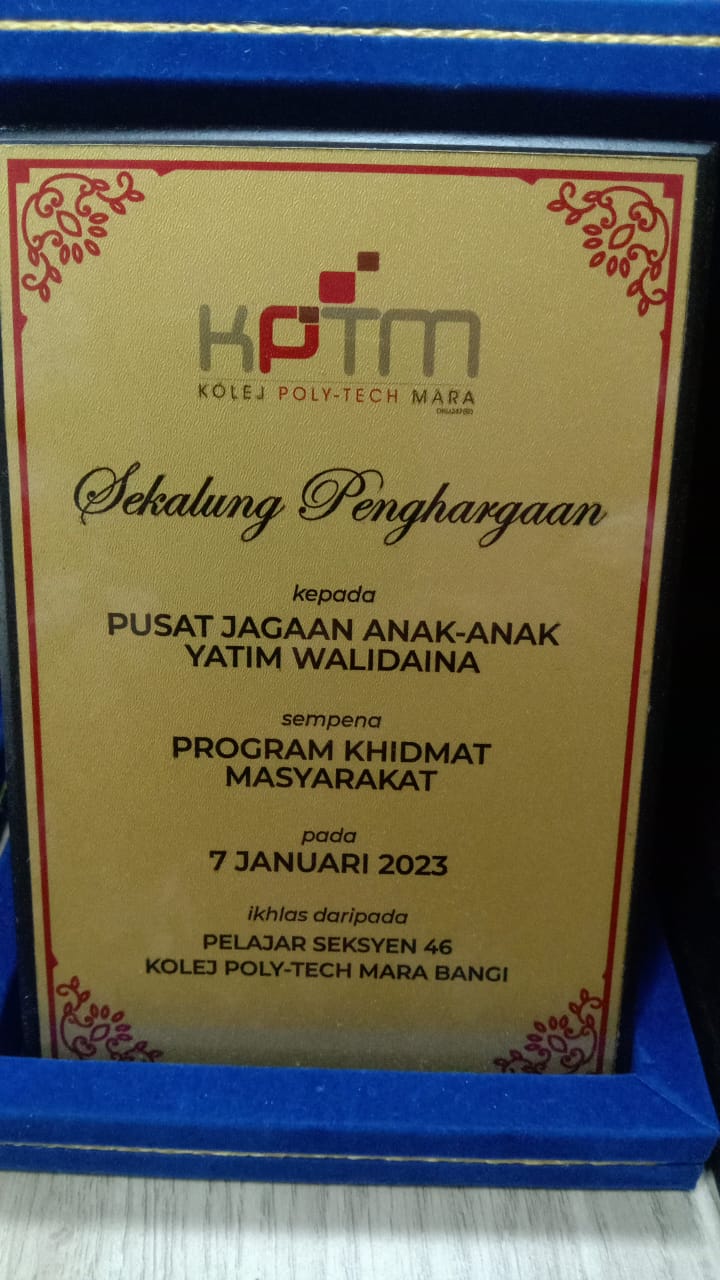 KPTM
KOLEJ POLY-TECH MARA
Sekalung Penghargaan
kepada
PUSAT JAGAAN ANAK-ANAK
YATIM WALIDAINA
sempena
PROGRAM KHIDMAT
MASYARAKAT
pada
7 JANUARI 2023
ikhlas daripada
PELAJAR SEKSYEN 46
KOLEJ POLY-TECH MARA BANGI